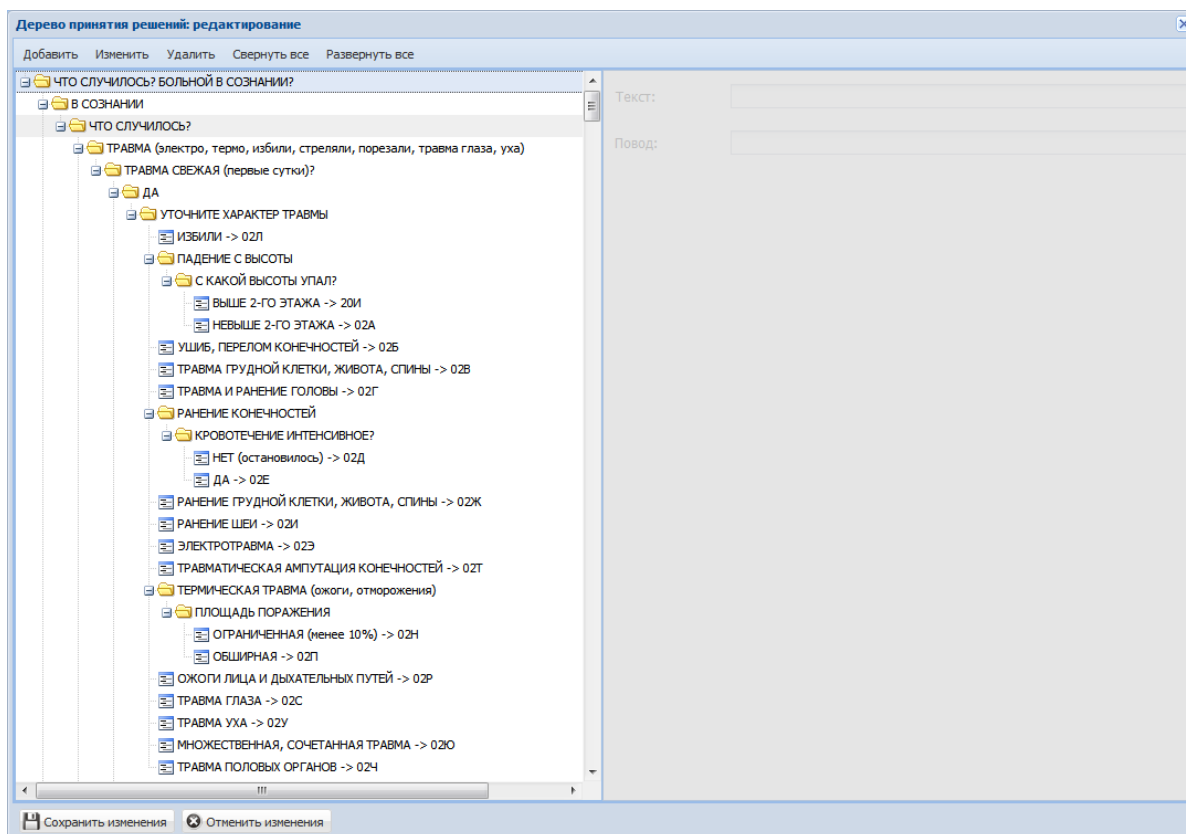 Дерево принятия решений: редактирование
Добавить Изменить Удалить Свернуть все Развернуть все
ЧТО СЛУЧИЛОСЬ? БОЛЬНОЙ В СОЗНАНИИ?
В СОЗНАНИИ
ЧТО СЛУЧИЛОСЬ?
ТРАВМА (электро, термо, избили, стреляли, порезали, травма глаза, уха)
ТРАВМА СВЕЖАЯ (первые сутки)?
ДА
УТОЧНИТЕ ХАРАКТЕР ТРАВМЫ
ИЗБИЛИ -> 02Л
ПАДЕНИЕ С ВЫСОТЫ
С КАКОЙ ВЫСОТЫ УПАЛ?
ВЫШЕ 2-ГО ЭТАЖА -> 20И
НЕВЫШЕ 2-ГО ЭТАЖА -> 02А
УШИБ, ПЕРЕЛОМ КОНЕЧНОСТЕЙ -> 02Б
ТРАВМА ГРУДНОЙ КЛЕТКИ, ЖИВОТА, СПИНЫ -> 02В
ТРАВМА И РАНЕНИЕ ГОЛОВЫ -> 02Г
РАНЕНИЕ КОНЕЧНОСТЕЙ
КРОВОТЕЧЕНИЕ ИНТЕНСИВНОЕ?
НЕТ (остановилось) -> 02Д
ДА -> 02Е
РАНЕНИЕ ГРУДНОЙ КЛЕТКИ, ЖИВОТА, СПИНЫ -> 02Ж
РАНЕНИЕ ШЕИ -> 02И
ЭЛЕКТРОТРАВМА -> 02Э
ТРАВМАТИЧЕСКАЯ АМПУТАЦИЯ КОНЕЧНОСТЕЙ -> 02Т
ТЕРМИЧЕСКАЯ ТРАВМА (ожоги, отморожения)
ПЛОЩАДЬ ПОРАЖЕНИЯ
ОГРАНИЧЕННАЯ (менее 10%) -> 02Н
ОБШИРНАЯ -> 02П
ОЖОГИ ЛИЦА И ДЫХАТЕЛЬНЫХ ПУТЕЙ -> 02Р
ТРАВМА ГЛАЗА -> 02С
ТРАВМА УХА -> 02У
МНОЖЕСТВЕННАЯ, СОЧЕТАННАЯ ТРАВМА -> 02Ю
ТРАВМА ПОЛОВЫХ ОРГАНОВ -> 02Ч
Текст:
Повод:
Сохранить изменения Отменить изменения